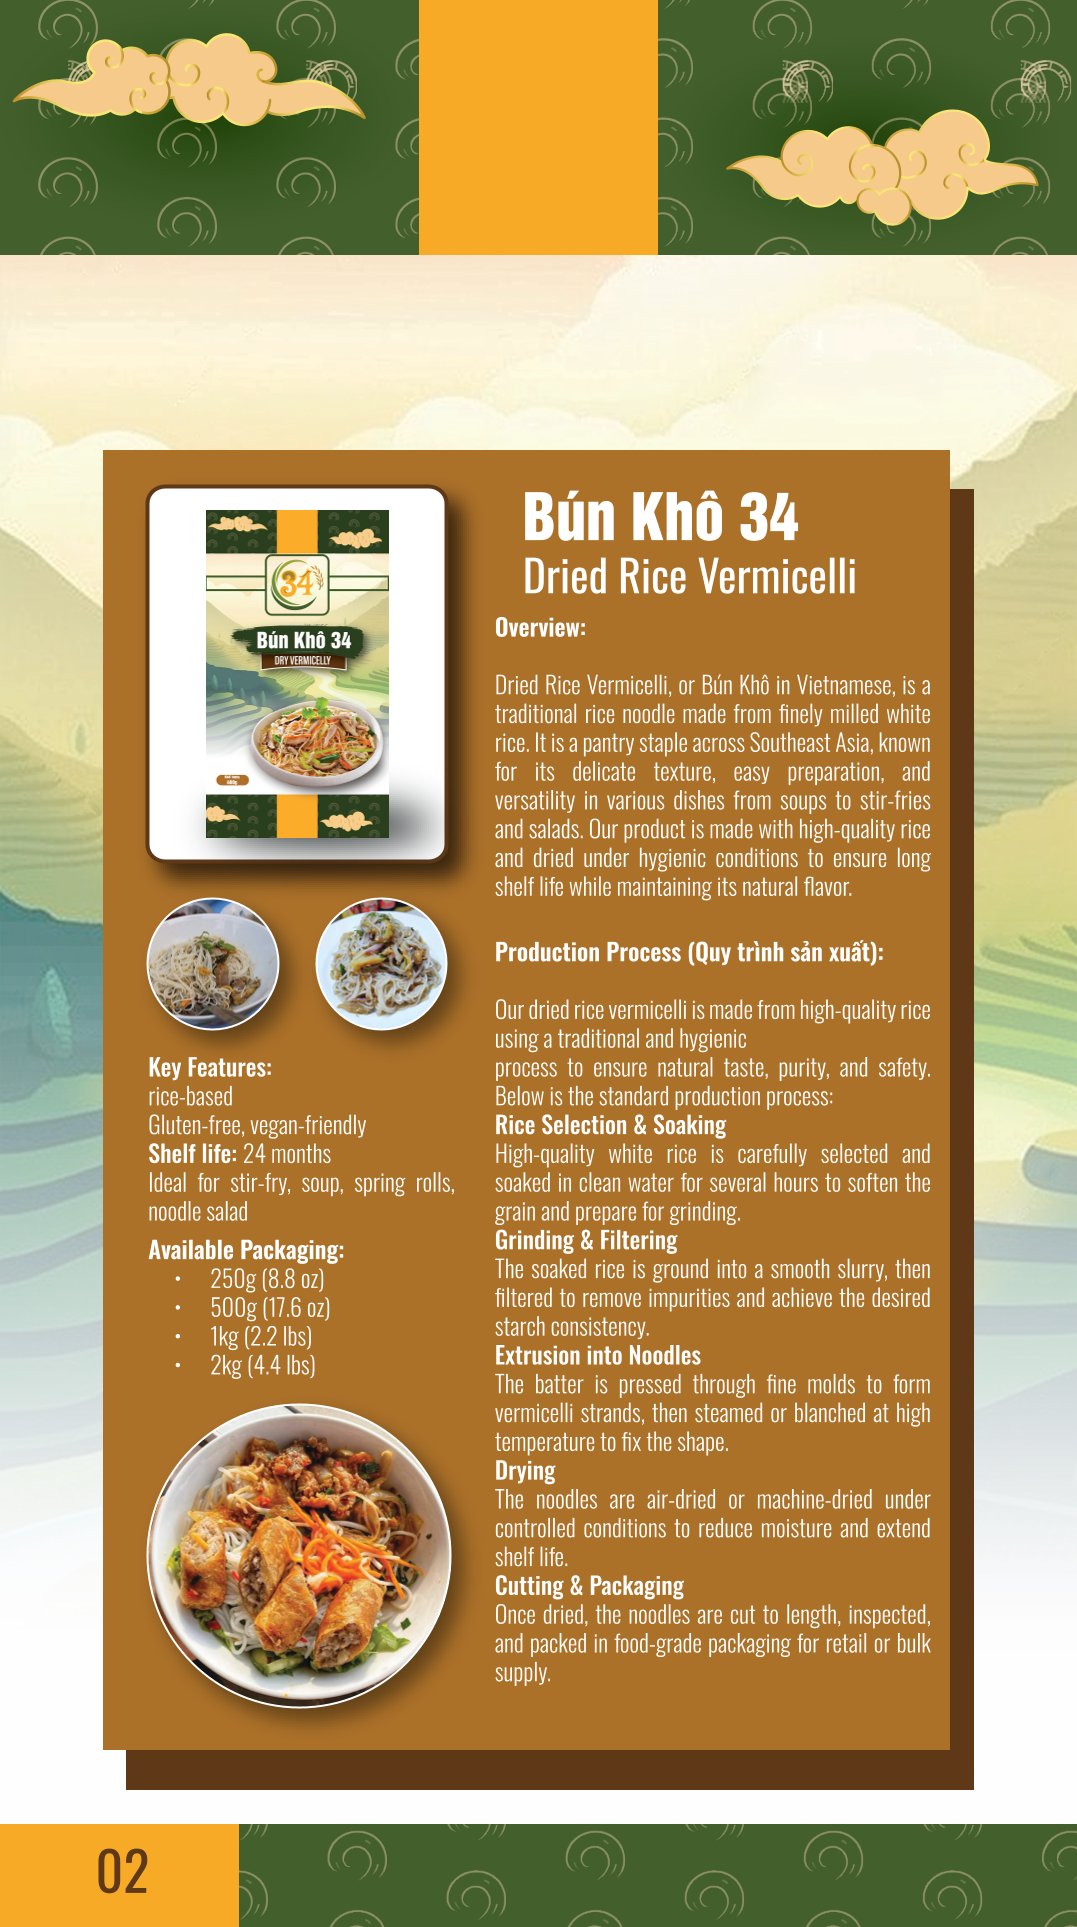 34
Bún Khô 34
DRY VERMICELLY
500g
Bún Khô 34
Dried Rice Vermicelli
Overview:
Dried Rice Vermicelli, or Bún Khô in Vietnamese, is a
traditional rice noodle made from finely milled white
rice. It is a pantry staple across Southeast Asia, known
for its delicate texture, easy preparation, and
versatility in various dishes from soups to stir-fries
and salads. Our product is made with high-quality rice
and dried under hygienic conditions to ensure long
shelf life while maintaining its natural flavor.
Production Process (Quy trình sản xuất):
Our dried rice vermicelli is made from high-quality rice
using a traditional and hygienic
process to ensure natural taste, purity, and safety.
Below is the standard production process:
Rice Selection & Soaking
High-quality white rice is carefully selected and
soaked in clean water for several hours to soften the
grain and prepare for grinding.
Grinding & Filtering
The soaked rice is ground into a smooth slurry, then
filtered to remove impurities and achieve the desired
starch consistency.
Extrusion into Noodles
The batter is pressed through fine molds to form
vermicelli strands, then steamed or blanched at high
temperature to fix the shape.
Drying
The noodles are air-dried or machine-dried under
controlled conditions to reduce moisture and extend
shelf life.
Cutting & Packaging
Once dried, the noodles are cut to length, inspected,
and packed in food-grade packaging for retail or bulk
supply.
Key Features:
rice-based
Gluten-free, vegan-friendly
Shelf life: 24 months
Ideal for stir-fry, soup, spring rolls,
noodle salad
Available Packaging:
• 250g (8.8 oz)
• 500g (17.6 oz)
• 1kg (2.2 lbs)
• 2kg (4.4 lbs)
02